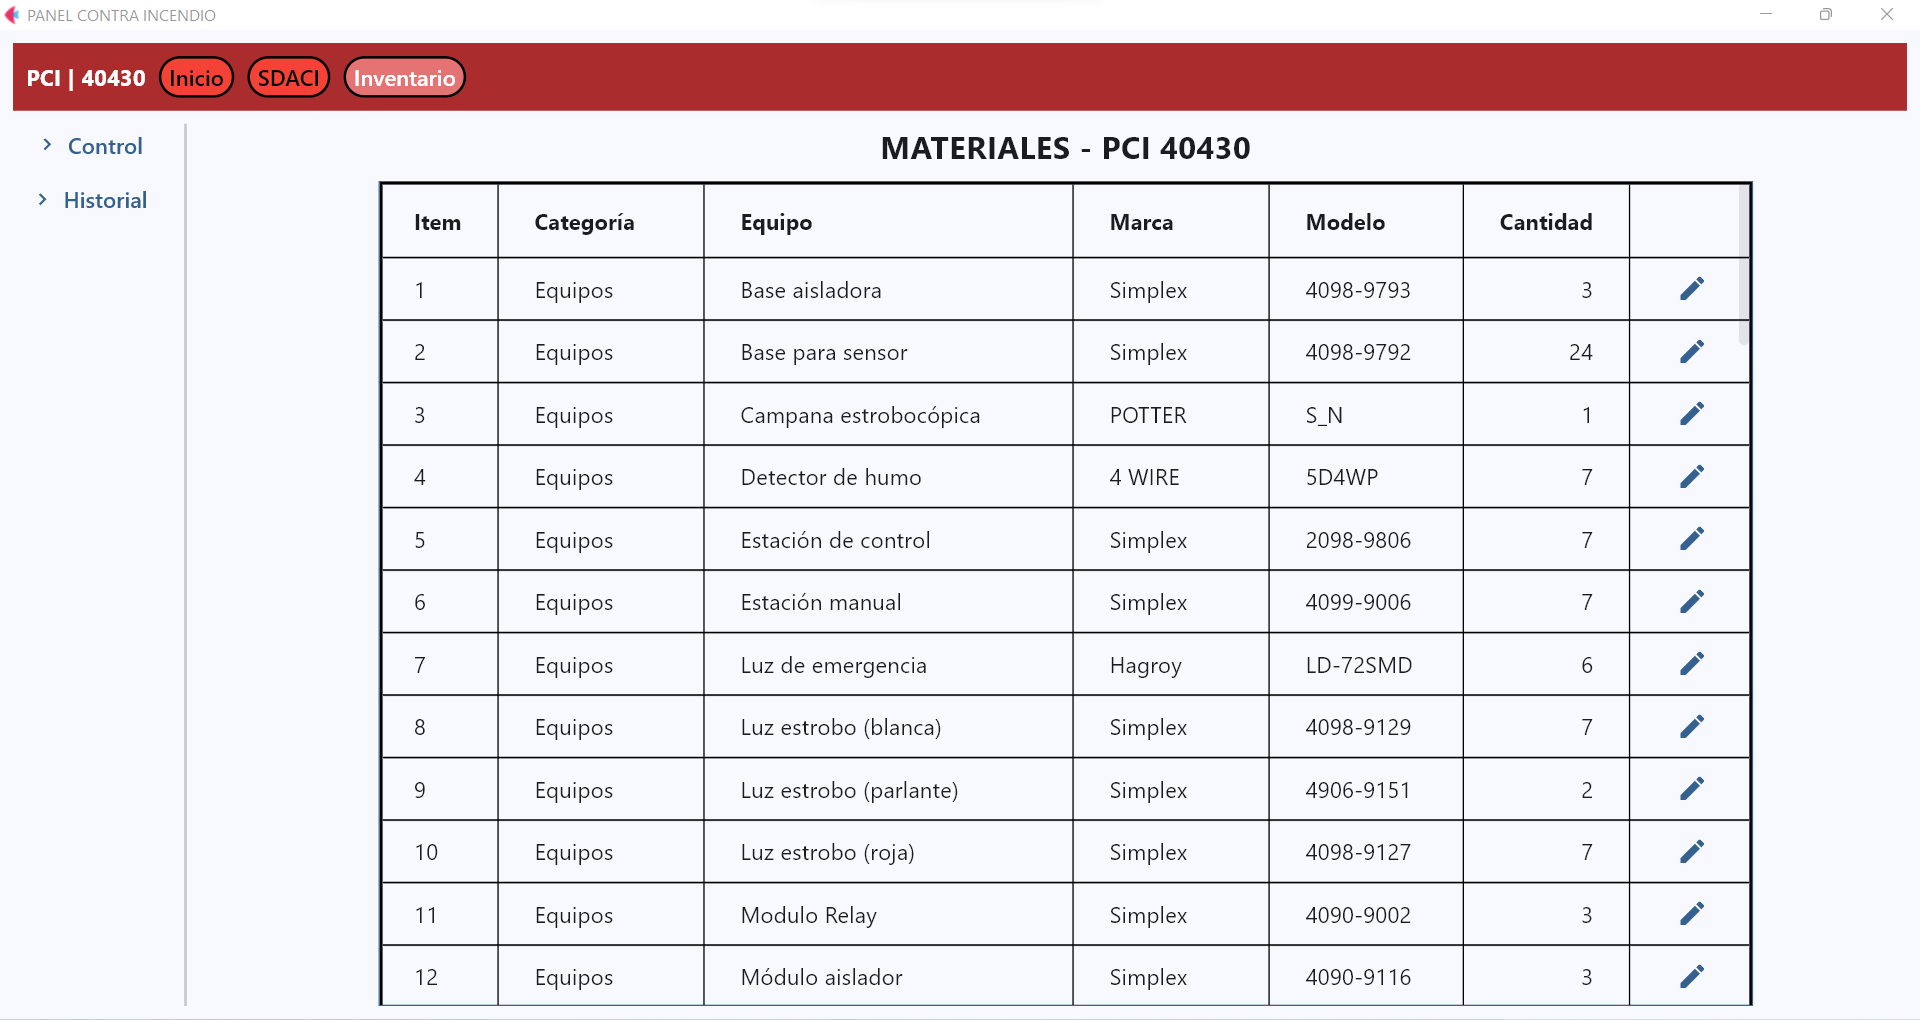 PANEL CONTRA INCENDIO
PCI | 40430 Inicio SDACI Inventario
Control
Historial
MATERIALES - PCI 40430
Item Categoría Equipo Marca Modelo Cantidad
1 Equipos Base aisladora Simplex 4098-9793 3
2 Equipos Base para sensor Simplex 4098-9792 24
3 Equipos Campana estrobocópica POTTER S_N 1
4 Equipos Detector de humo 4 WIRE 5D4WP 7
5 Equipos Estación de control Simplex 2098-9806 7
6 Equipos Estación manual Simplex 4099-9006 7
7 Equipos Luz de emergencia Hagroy LD-72SMD 6
8 Equipos Luz estrobo (blanca) Simplex 4098-9129 7
9 Equipos Luz estrobo (parlante) Simplex 4906-9151 2
10 Equipos Luz estrobo (roja) Simplex 4098-9127 7
11 Equipos Modulo Relay Simplex 4090-9002 3
12 Equipos Módulo aislador Simplex 4090-9116 3